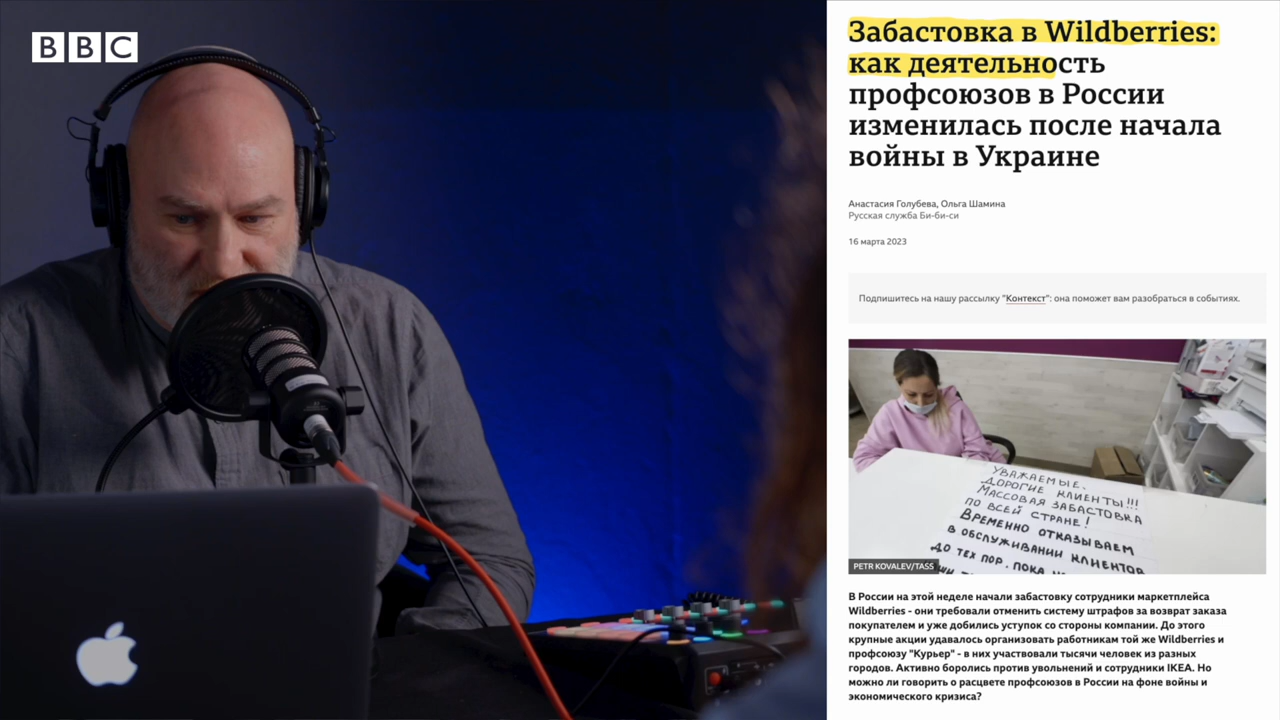 BBC
Забастовка в Wildberries:
как деятельность
профсоюзов в России
изменилась после начала
войны в Украине
Анастасия Голубева, Ольга Шамина
Русская служба Би-би-си
16 марта 2023
Подпишитесь на нашу рассылку "Контекст": она поможет вам разобраться в событиях.
УВАЖАЕМЫЕ.
ДОРОГИЕ КЛИЕНТЫ!!!
МАССОВАЯ ЗАБАСТОВКА
ПО ВСЕЙ СТРАНЕ!
ВРЕМЕННО ОТКАЗЫВАЕМ
В ОБСЛУЖИВАНИИ КЛИЕНТОВ
ДО ТЕХ ПОР, ПОКА
PETR KOVALEV/TASS
В России на этой неделе начали забастовку сотрудники маркетплейса
Wildberries - они требовали отменить систему штрафов за возврат заказа
покупателем и уже добились уступок со стороны компании. До этого
крупные акции удавалось организовать работникам той же Wildberries и
профсоюзу "Курьер" - в них участвовали тысячи человек из разных
городов. Активно боролись против увольнений и сотрудники IKEA. Но
можно ли говорить о расцвете профсоюзов в России на фоне войны и
экономического кризиса?